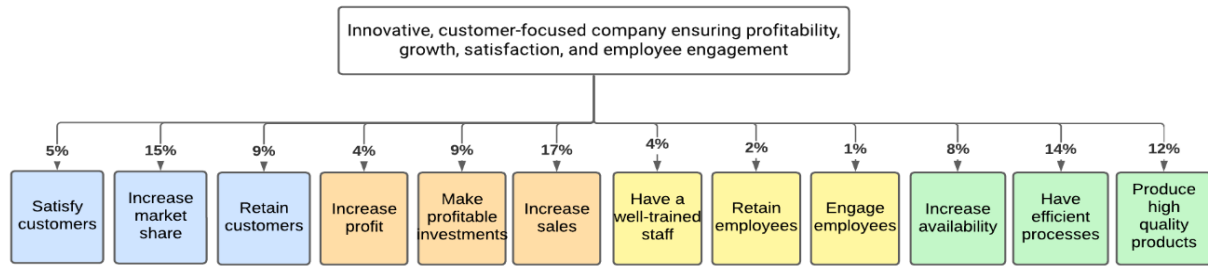 Innovative, customer-focused company ensuring profitability,
growth, satisfaction, and employee engagement
5%
15%
9%
4%
9%
17%
4%
2%
1%
8%
14%
12%
Satisfy
customers
Increase
market
share
Retain
customers
Increase
profit
Make
profitable
investments
Increase
sales
Have a
well-trained
staff
Retain
employees
Engage
employees
Increase
availability
Have
efficient
processes
Produce
high
quality
products